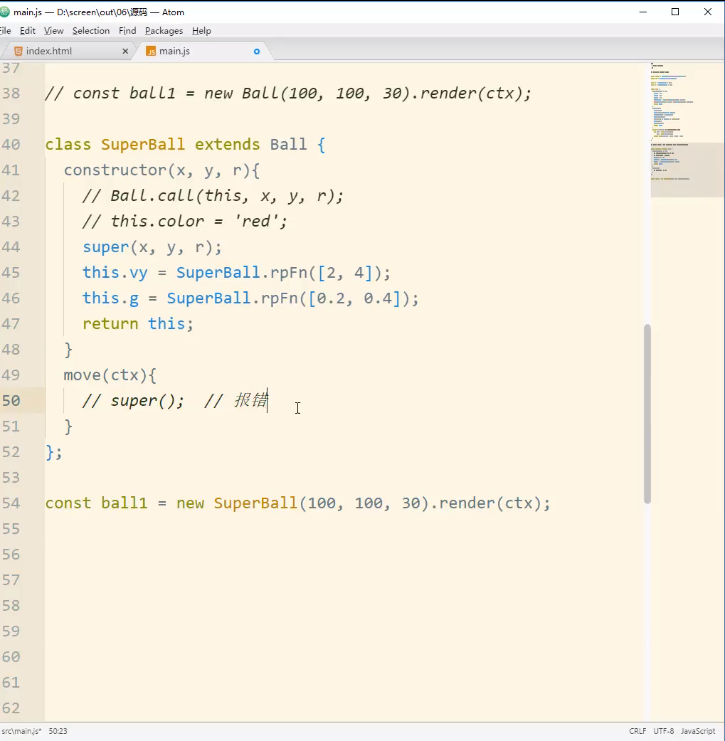 main.js — D:\screen\out\06\源码 — Atom
File Edit View Selection Find Packages Help
index.html × main.js
37
38 // const ball1 = new Ball(100, 100, 30).render(ctx);
39
40 class SuperBall extends Ball {
41 constructor(x, y, r){
42 // Ball.call(this, x, y, r);
43 // this.color = 'red';
44 super(x, y, r);
45 this.vy = SuperBall.rpFn([2, 4]);
46 this.g = SuperBall.rpFn([0.2, 0.4]);
47 return this;
48 }
49 move(ctx){
50 // super(); // 报错
51 }
52 };
53
54 const ball1 = new SuperBall(100, 100, 30).render(ctx);
55
56
57
58
59
60
61
62
src\main.js* 50:23 CRLF UTF-8 JavaScript